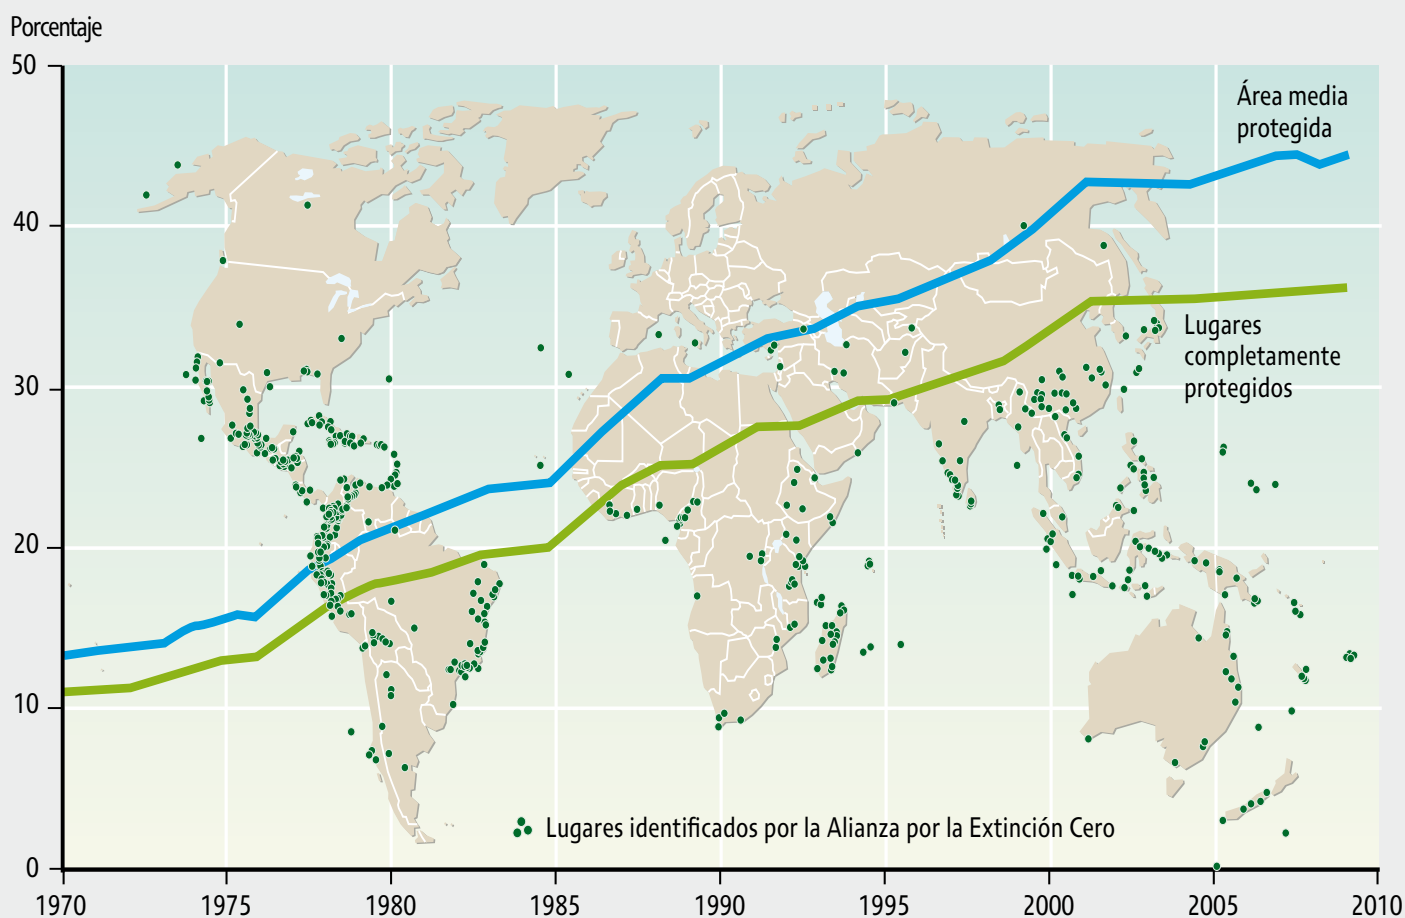 Porcentaje
50
40
30
20
10
0
Área media
protegida
Lugares
completamente
protegidos
Lugares identificados por la Alianza por la Extinción Cero
1970 1975 1980 1985 1990 1995 2000 2005 2010